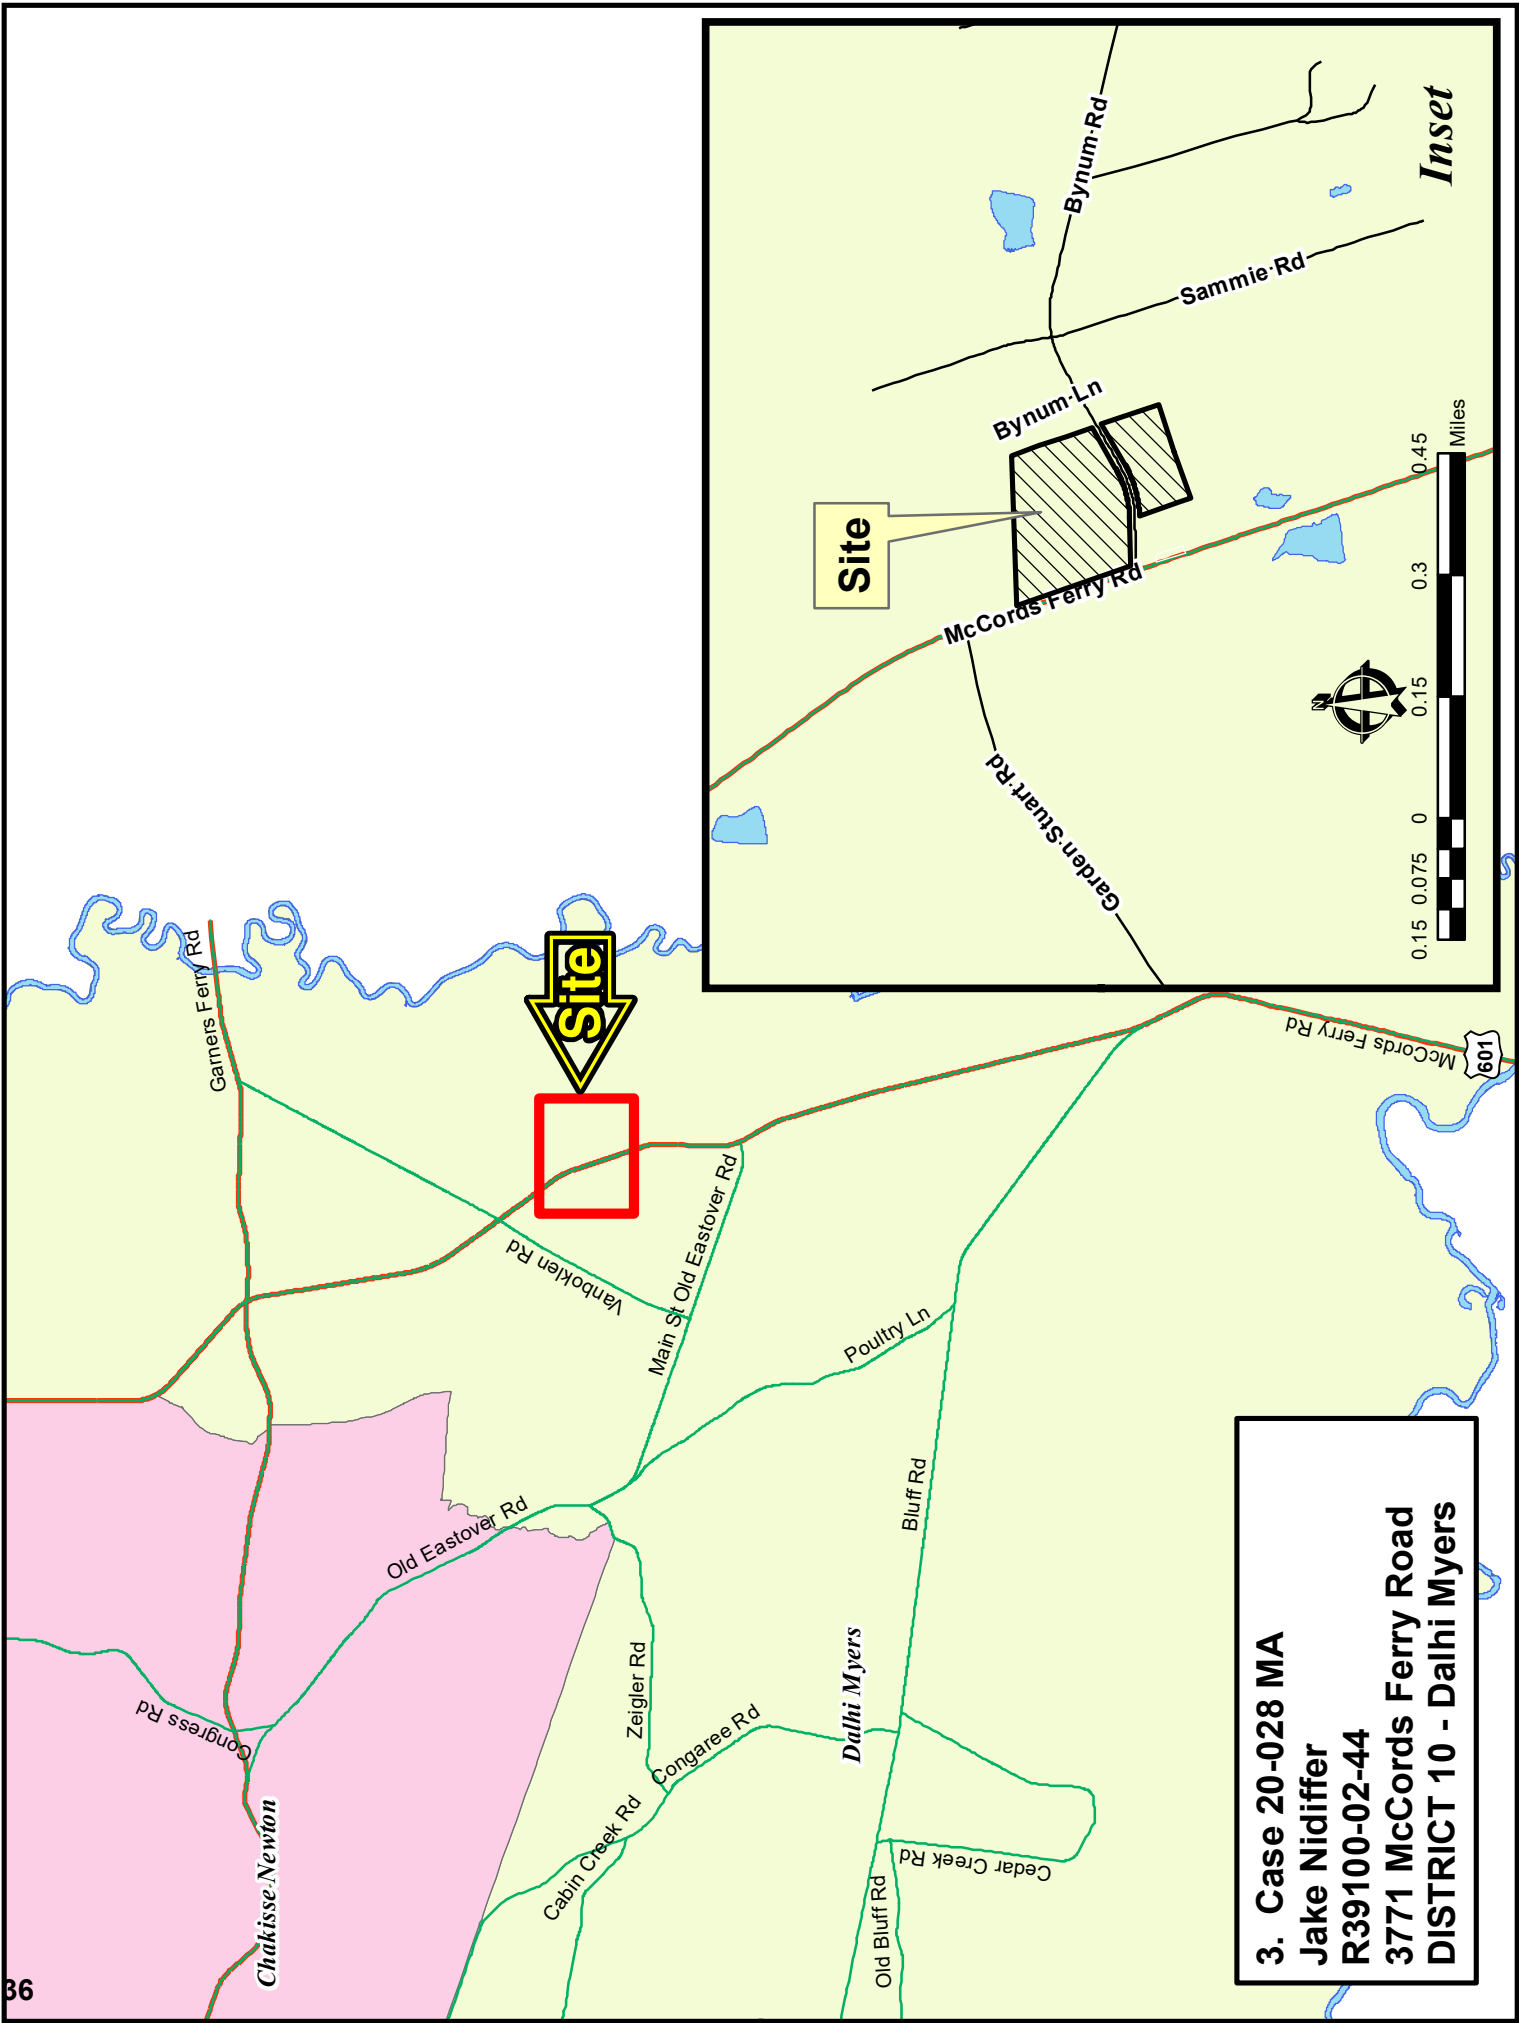 36
Chakisse Newton
Congress Rd
Old Eastover Rd
Garners Ferry Rd
Vanboklen Rd
Main St
Old Eastover Rd
Site
Zeigler Rd
Congaree Rd
Cabin Creek Rd
Poultry Ln
Dalhi Myers
Bluff Rd
Old Bluff Rd
Cedar Creek Rd
McCords Ferry Rd
601
3. Case 20-028 MA
Jake Nidiffer
R39100-02-44
3771 McCords Ferry Road
DISTRICT 10 - Dalhi Myers
Site
McCords Ferry Rd
Garden Stuart Rd
Bynum Ln
Bynum Rd
Sammie Rd
N
Inset
0.15 0.075 0 0.15 0.3 0.45
Miles